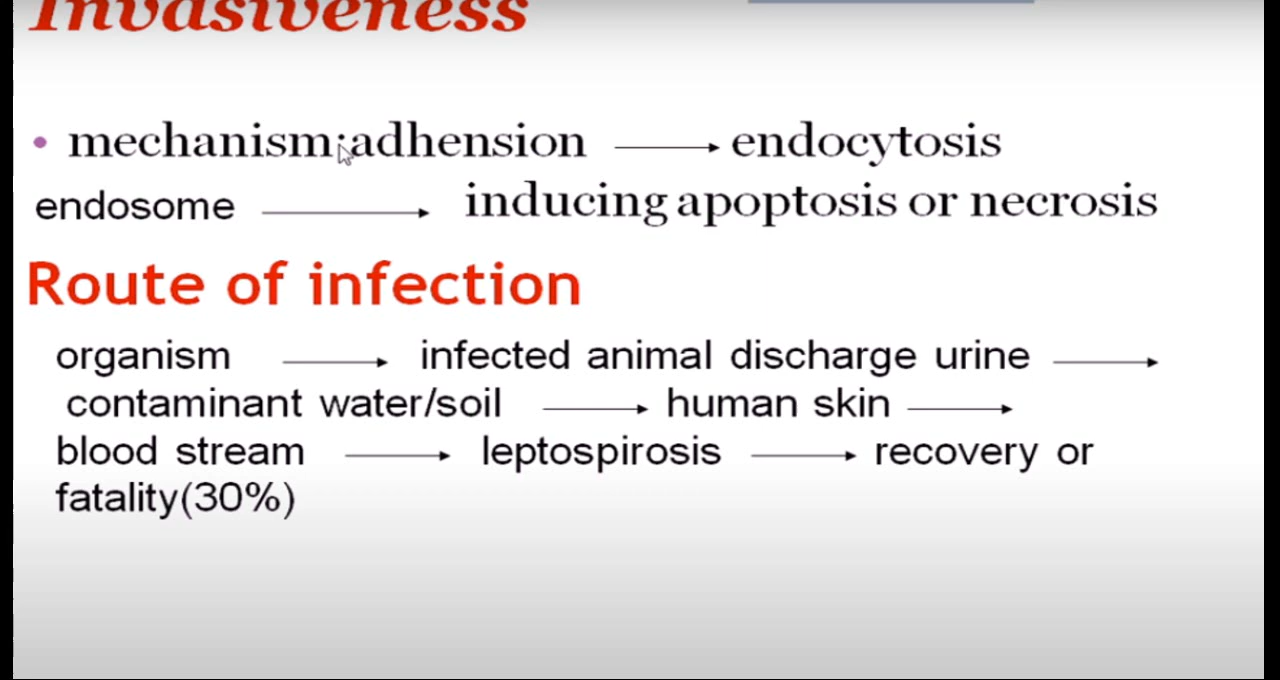 Invasiveness
• mechanism;adhension → endocytosis
endosome → inducing apoptosis or necrosis
Route of infection
organism → infected animal discharge urine →
contaminant water/soil → human skin →
blood stream → leptospirosis → recovery or
fatality(30%)